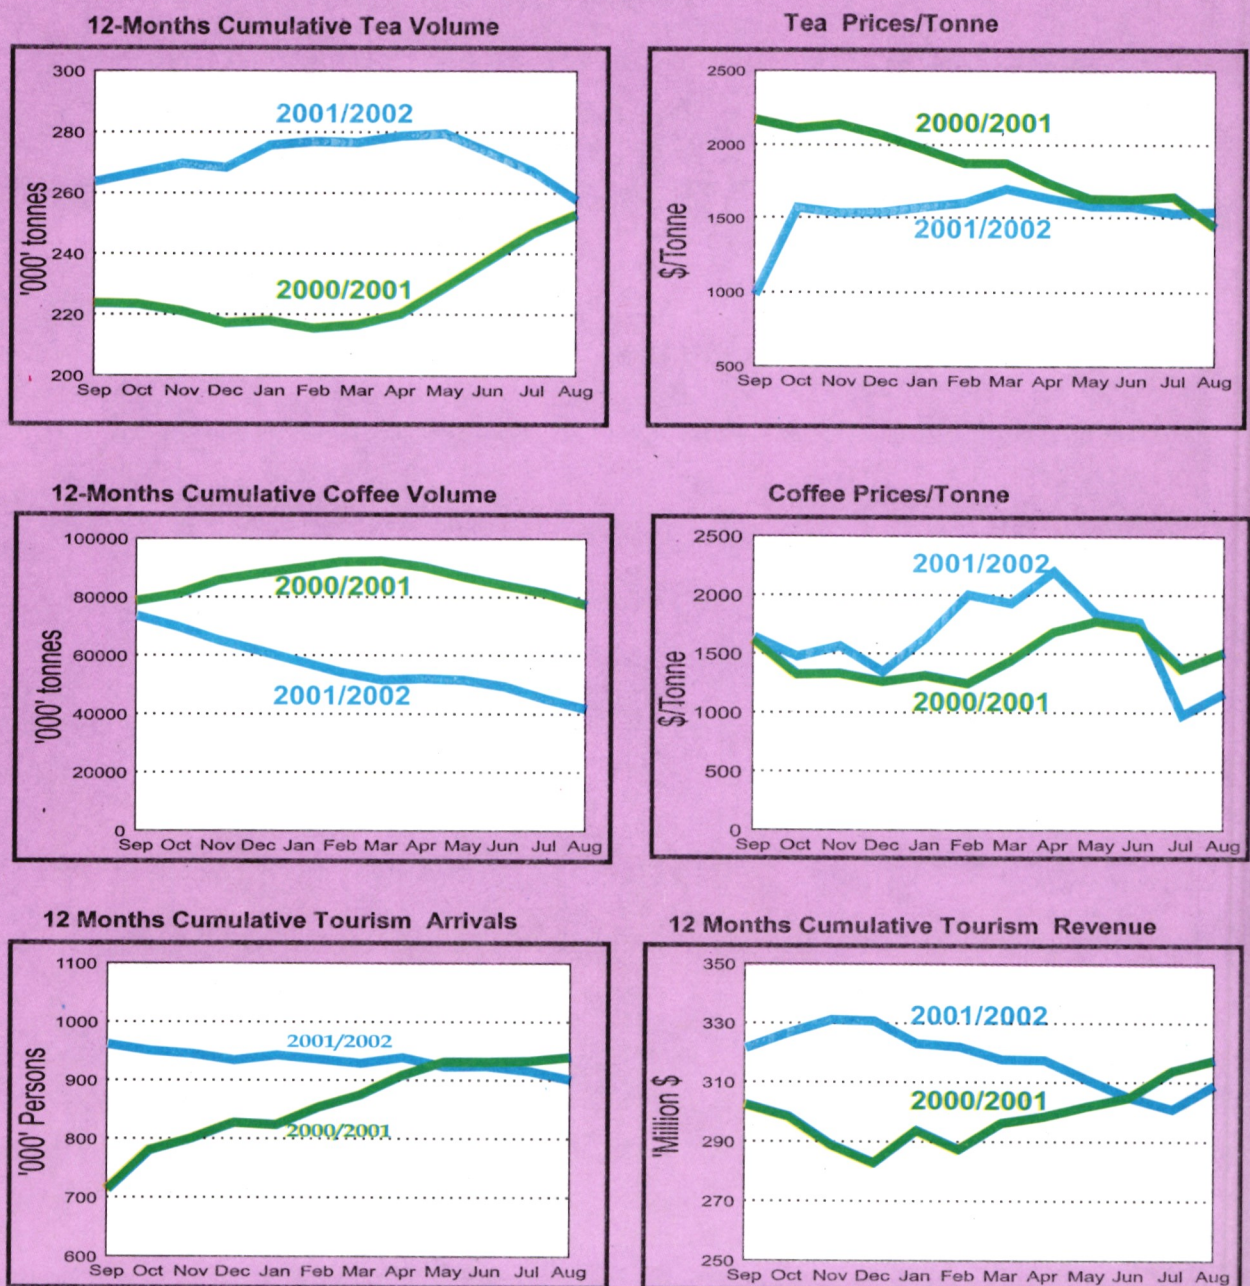 12-Months Cumulative Tea Volume
300
280
260
240
220
200
'000' tonnes
2001/2002
2000/2001
Sep Oct Nov Dec Jan Feb Mar Apr May Jun Jul Aug
Tea Prices/Tonne
2500
2000
1500
1000
500
$/Tonne
2000/2001
2001/2002
Sep Oct Nov Dec Jan Feb Mar Apr May Jun Jul Aug
12-Months Cumulative Coffee Volume
100000
80000
60000
40000
20000
0
'000' tonnes
2000/2001
2001/2002
Sep Oct Nov Dec Jan Feb Mar Apr May Jun Jul Aug
Coffee Prices/Tonne
2500
2000
1500
1000
500
0
$/Tonne
2001/2002
2000/2001
Sep Oct Nov Dec Jan Feb Mar Apr May Jun Jul Aug
12 Months Cumulative Tourism Arrivals
1100
1000
900
800
700
600
'000' Persons
2001/2002
2000/2001
Sep Oct Nov Dec Jan Feb Mar Apr May Jun Jul Aug
12 Months Cumulative Tourism Revenue
350
330
310
290
270
250
'Million $
2001/2002
2000/2001
Sep Oct Nov Dec Jan Feb Mar Apr May Jun Jul Aug